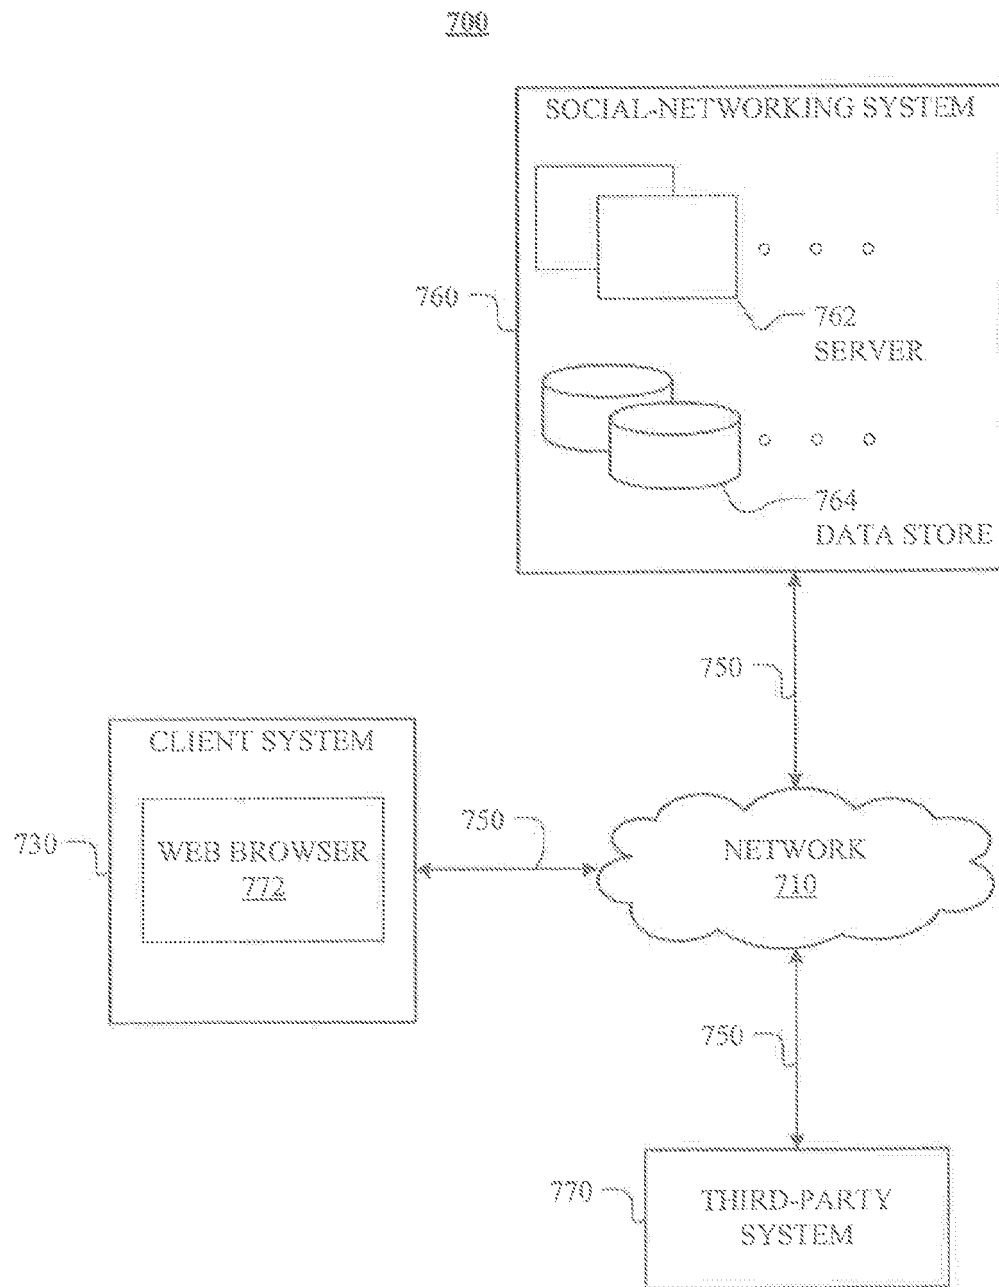 700
SOCIAL-NETWORKING SYSTEM
760
762
SERVER
764
DATA STORE
750
CLIENT SYSTEM
730
WEB BROWSER
772
750
NETWORK
710
750
770
THIRD-PARTY
SYSTEM